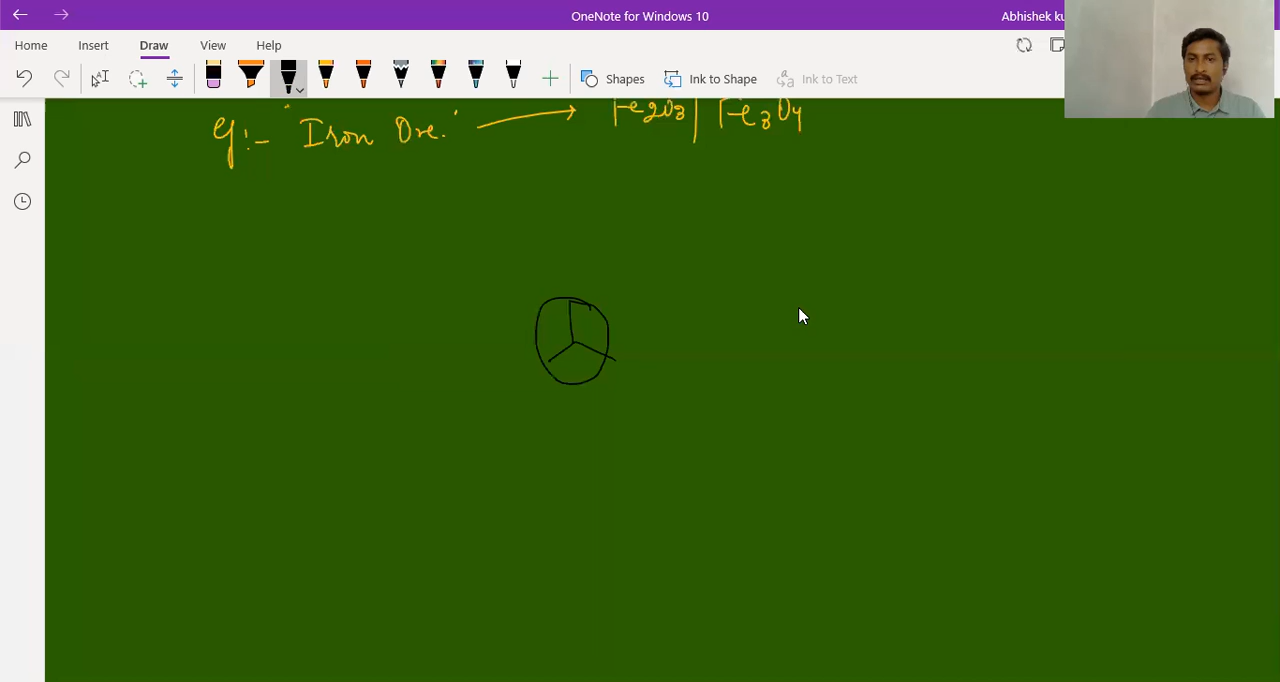 OneNote for Windows 10
Abhishek ku
Home Insert Draw View Help
Shapes Ink to Shape Ink to Text
g:- "Iron Ore." → Fe2O3 | Fe3O4